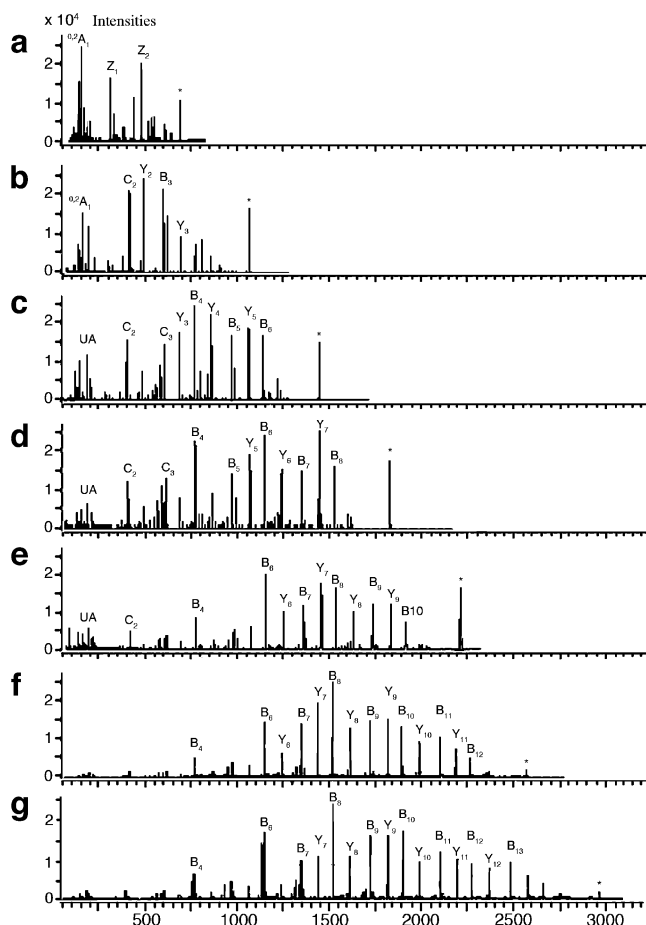 x 10⁴ Intensities
a
2
1
0
⁰,²A₁
Z₁
Z₂
*
b
2
1
0
⁰,²A₁
C₂
Y₂
B₃
Y₃
*
c
2
1
0
UA
C₂
C₃
Y₃
B₄
Y₄
B₅
Y₅
B₆
*
d
2
1
0
UA
C₂
C₃
B₄
B₅
Y₅
B₆
Y₆
B₇
Y₇
B₈
*
e
2
1
0
UA
C₂
B₄
B₆
Y₆
B₇
Y₇
B₈
Y₈
B₉
Y₉
B10
*
f
2
1
0
B₄
B₆
Y₆
B₇
Y₇
B₈
Y₈
B₉
Y₉
B₁₀
Y₁₀
B₁₁
Y₁₁
B₁₂
*
g
2
1
0
B₄
B₆
B₇
Y₇
B₈
Y₈
B₉
Y₉
B₁₀
Y₁₀
B₁₁
Y₁₁
B₁₂
Y₁₂
B₁₃
*
500 1000 1500 2000 2500 3000